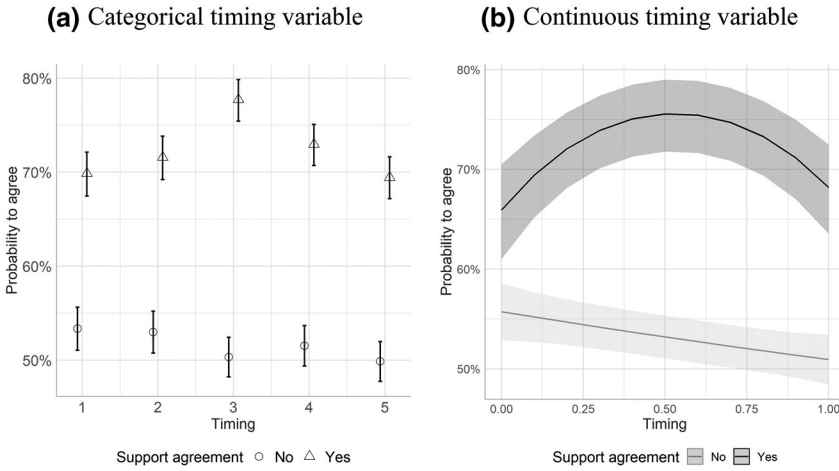 (a) Categorical timing variable
80%
70%
60%
50%
Probability to agree
1 2 3 4 5
Timing
Support agreement No Yes
(b) Continuous timing variable
80%
70%
60%
50%
Probability to agree
0.00 0.25 0.50 0.75 1.00
Timing
Support agreement No Yes